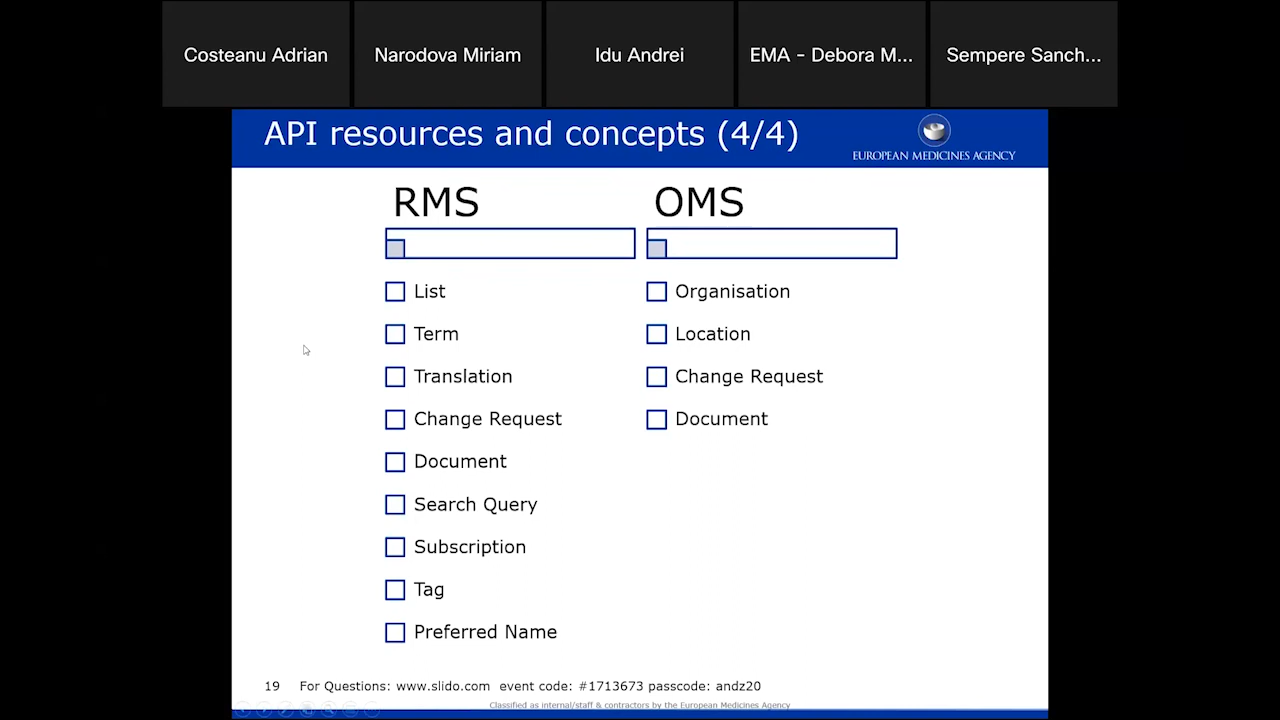 Costeanu Adrian
Narodova Miriam
Idu Andrei
EMA - Debora M...
Sempere Sanch...
API resources and concepts (4/4)
EUROPEAN MEDICINES AGENCY
RMS
List
Term
Translation
Change Request
Document
Search Query
Subscription
Tag
Preferred Name
OMS
Organisation
Location
Change Request
Document
19 For Questions: www.slido.com event code: #1713673 passcode: andz20
Classified as internal/staff & contractors by the European Medicines Agency